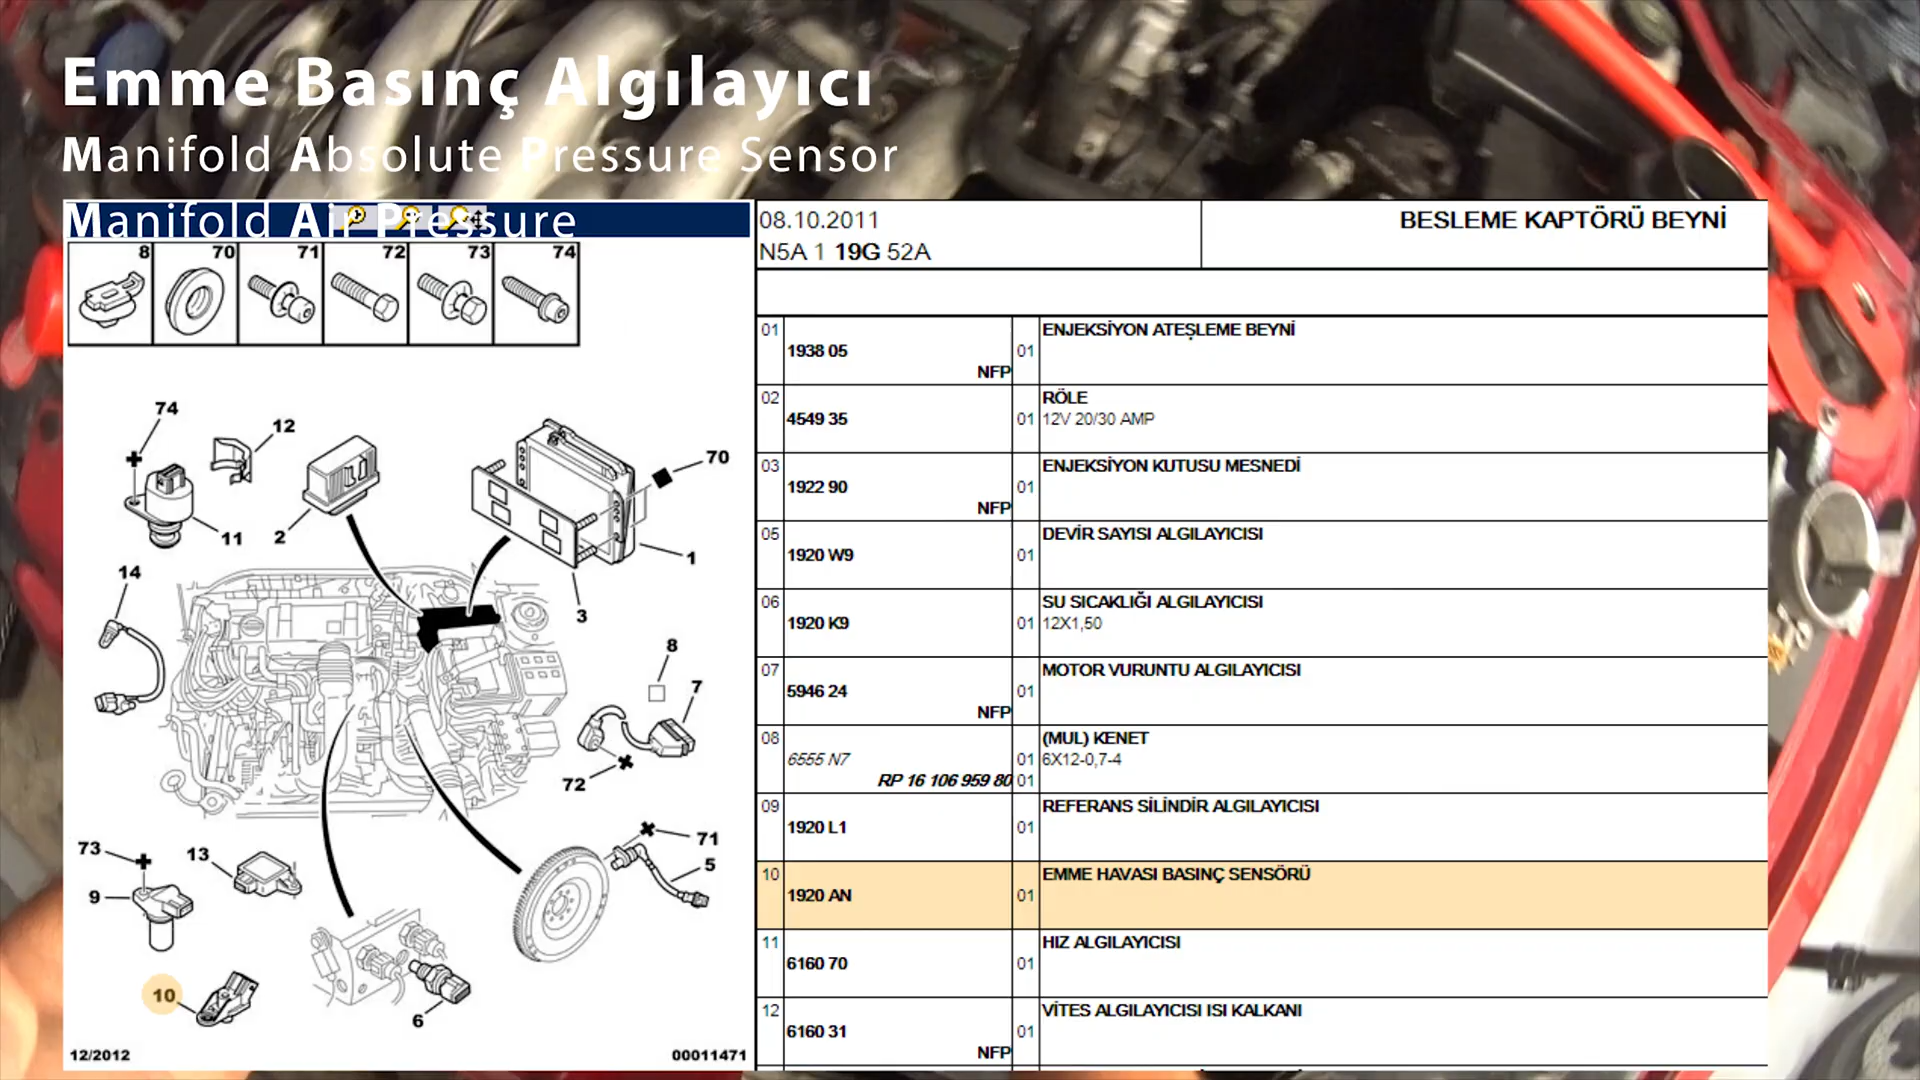 Emme Basınç Algılayıcı
Manifold Absolute Pressure Sensor
Manifold Air Pressure
8 70 71 72 73 74
74
12
70
11
2
1
14
3
8
7
72
71
73
13
5
9
10
6
12/2012
00011471
08.10.2011
BESLEME KAPTÖRÜ BEYNİ
N5A 1 19G 52A
01 ENJEKSİYON ATEŞLEME BEYNİ
1938 05 01
NFP
02 RÖLE
4549 35 01 12V 20/30 AMP
03 ENJEKSİYON KUTUSU MESNEDİ
1922 90 01
NFP
05 DEVİR SAYISI ALGILAYICISI
1920 W9 01
06 SU SICAKLIĞI ALGILAYICISI
1920 K9 01 12X1,50
07 MOTOR VURUNTU ALGILAYICISI
5946 24 01
NFP
08 (MUL) KENET
6555 N7 01 6X12-0,7-4
RP 16 106 959 80 01
09 REFERANS SİLİNDİR ALGILAYICISI
1920 L1 01
10 EMME HAVASI BASINÇ SENSÖRÜ
1920 AN 01
11 HIZ ALGILAYICISI
6160 70 01
12 VİTES ALGILAYICISI ISI KALKANI
6160 31 01
NFP